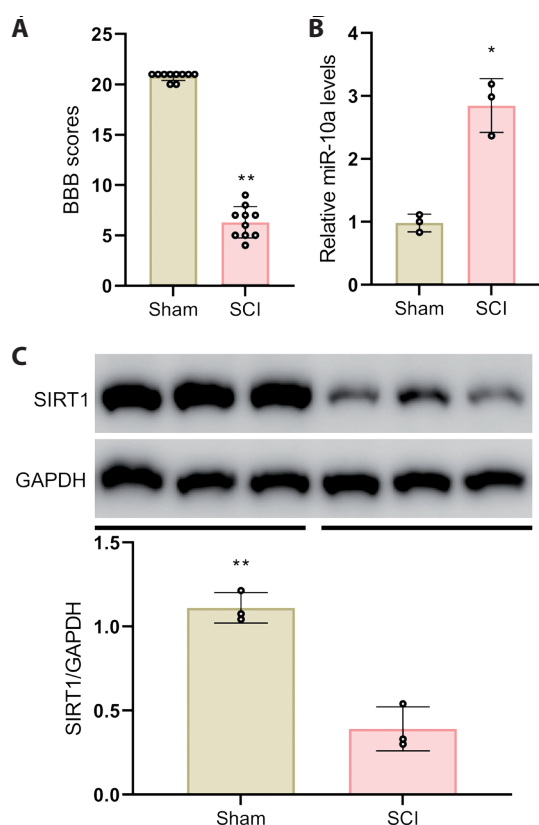 A
BBB scores
25
20
15
10
5
0
**
Sham
SCI
B
Relative miR-10a levels
4
3
2
1
0
*
Sham
SCI
C
SIRT1
GAPDH
SIRT1/GAPDH
1.5
1.0
0.5
0.0
**
Sham
SCI